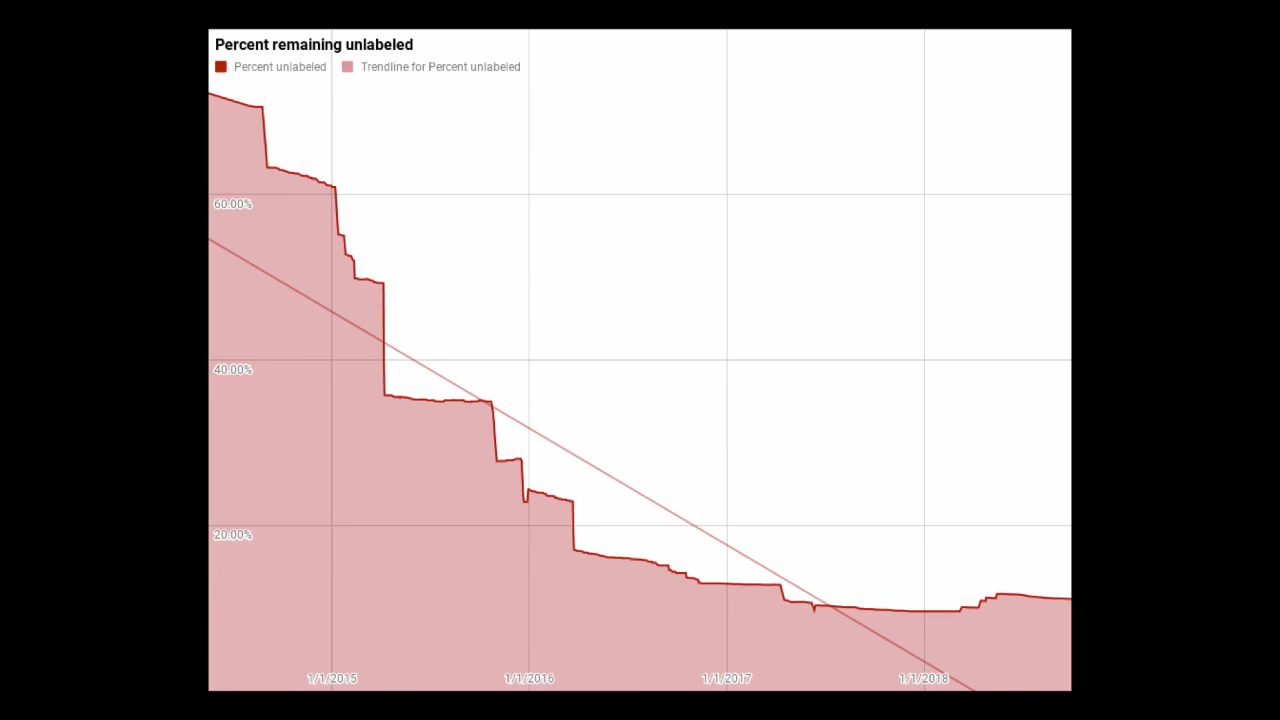 Percent remaining unlabeled
Percent unlabeled Trendline for Percent unlabeled
60.00%
40.00%
20.00%
1/1/2015 1/1/2016 1/1/2017 1/1/2018